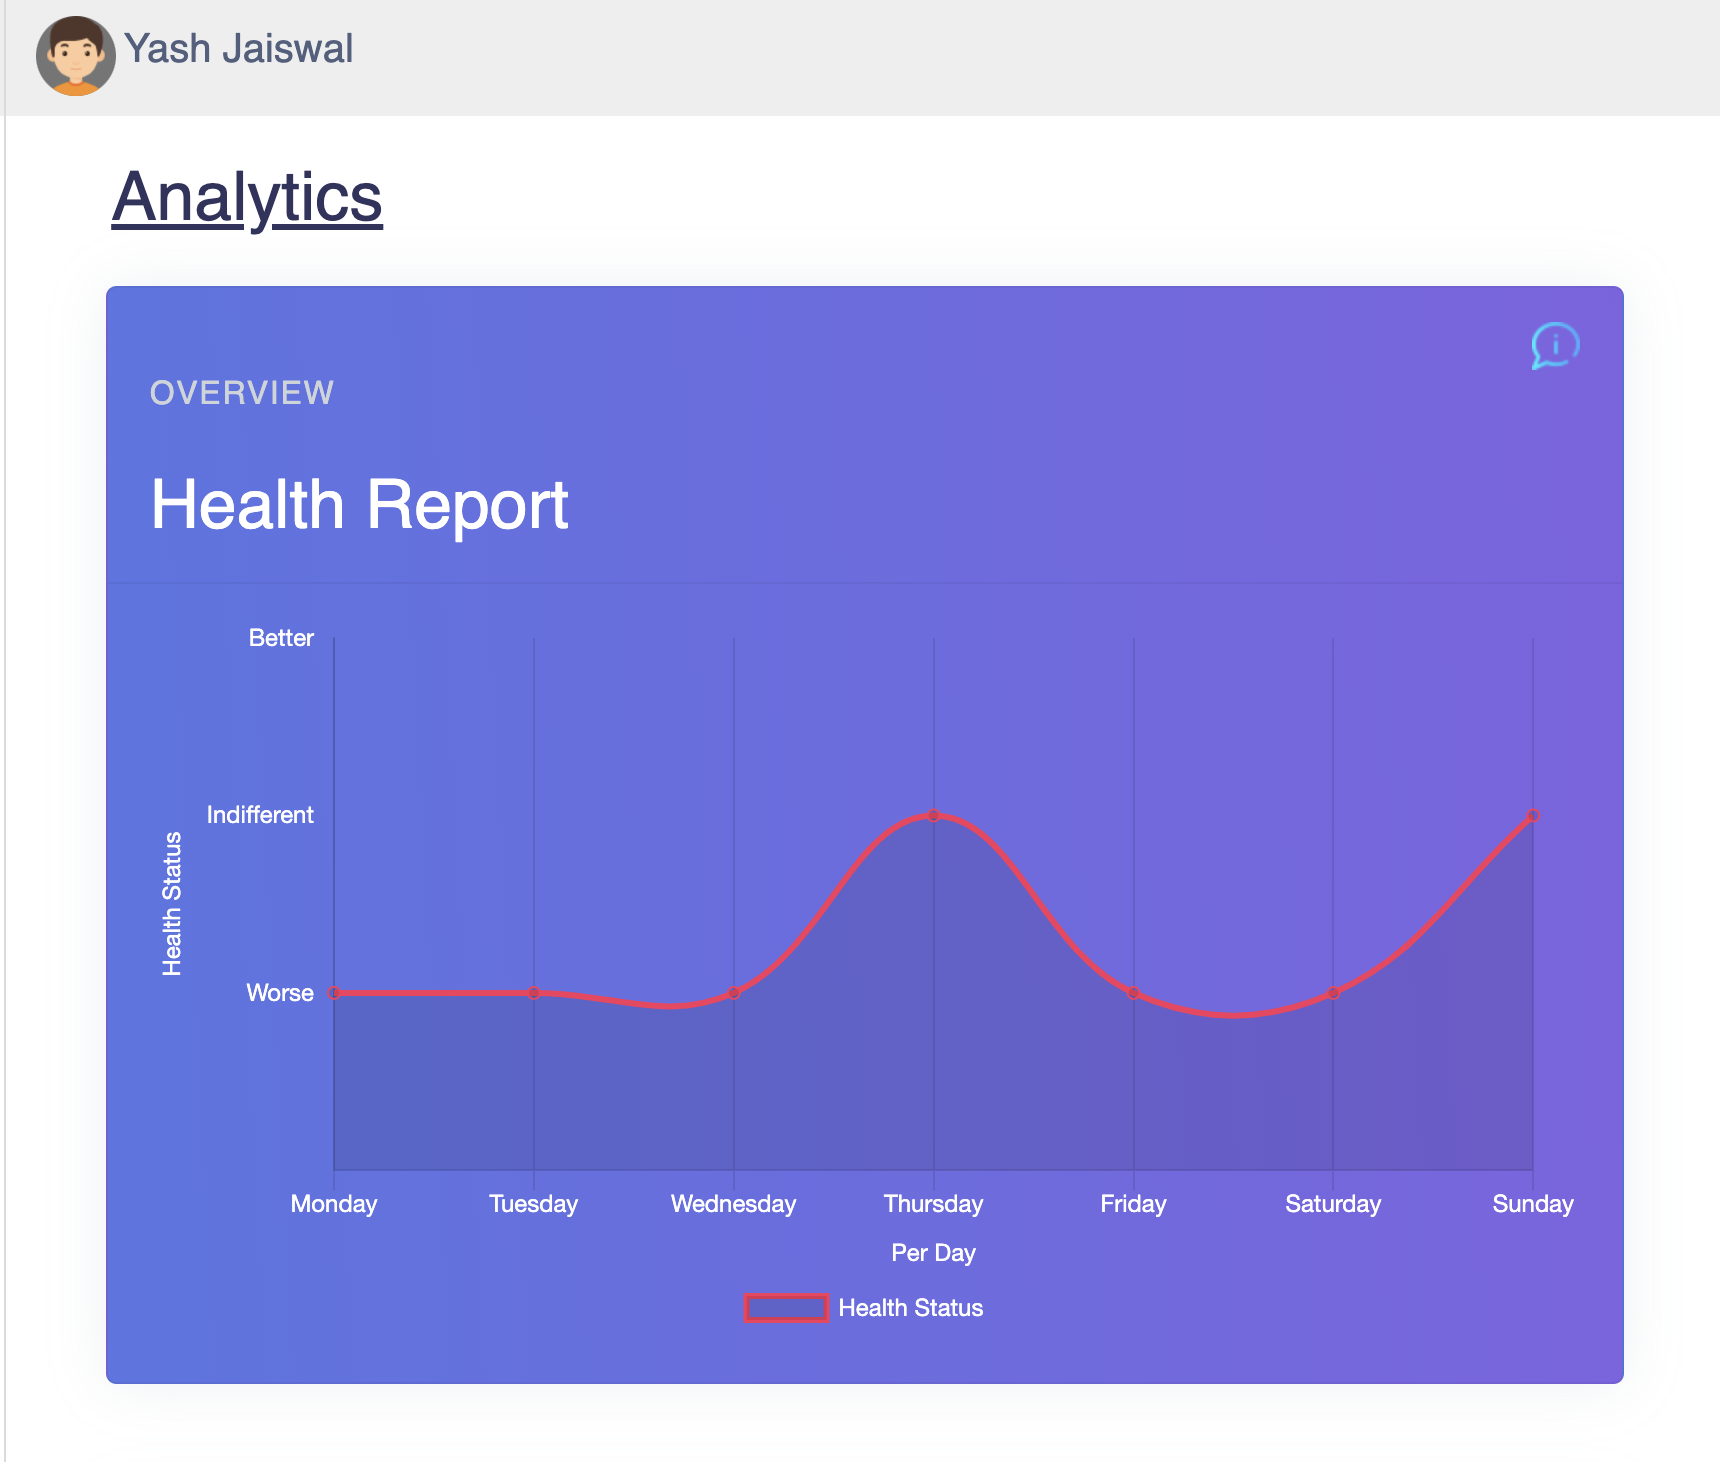 Yash Jaiswal
Analytics
OVERVIEW
Health Report
Better
Indifferent
Worse
Health Status
Monday Tuesday Wednesday Thursday Friday Saturday Sunday
Per Day
Health Status